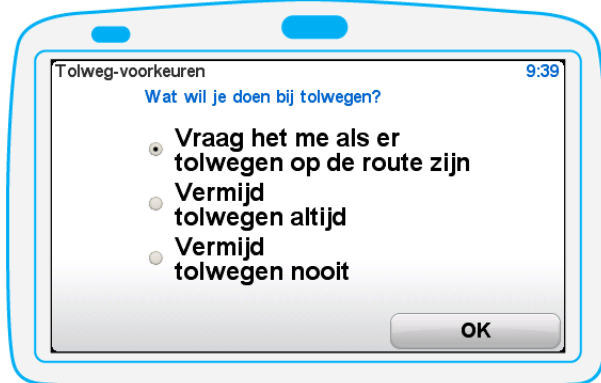 Tolweg-voorkeuren 9:39
Wat wil je doen bij tolwegen?
Vraag het me als er
tolwegen op de route zijn
Vermijd
tolwegen altijd
Vermijd
tolwegen nooit
OK